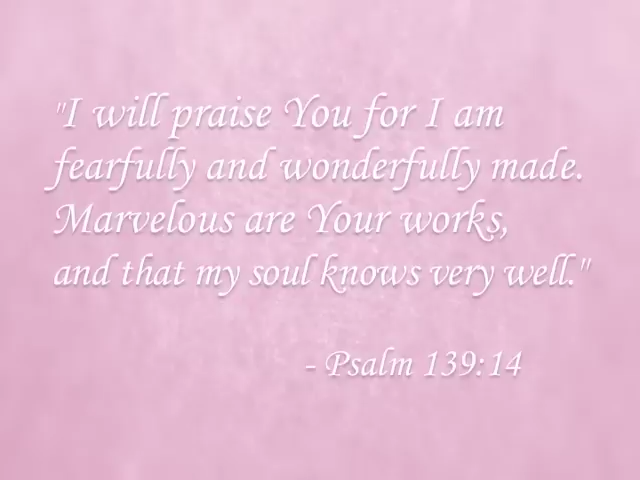 "I will praise You for I am
fearfully and wonderfully made.
Marvelous are Your works,
and that my soul knows very well."
- Psalm 139:14